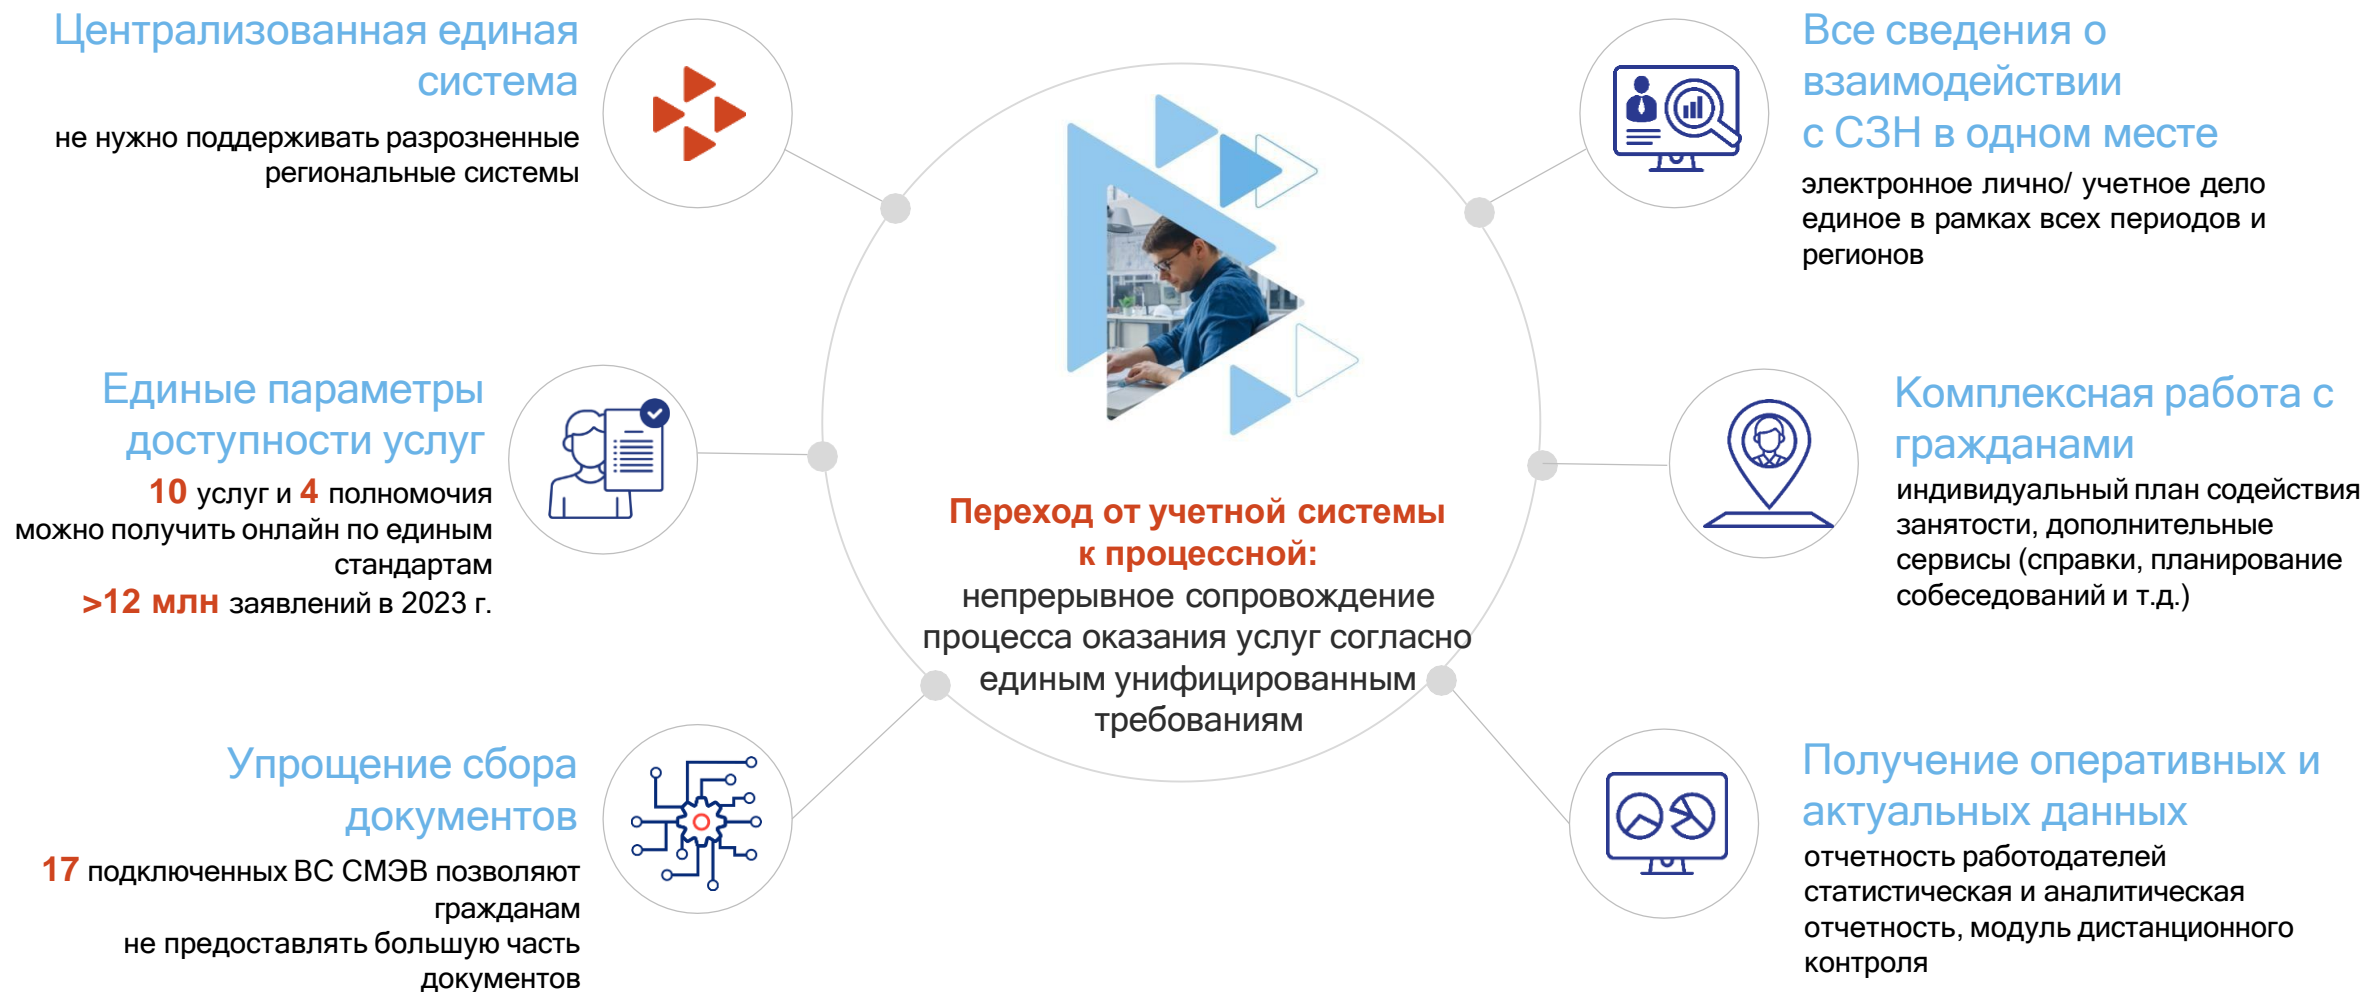 Централизованная единая
система
не нужно поддерживать разрозненные
региональные системы
Единые параметры
доступности услуг
10 услуг и 4 полномочия
можно получить онлайн по единым
стандартам
>12 млн заявлений в 2023 г.
Упрощение сбора
документов
17 подключенных ВС СМЭВ позволяют
гражданам
не предоставлять большую часть
документов
Переход от учетной системы
к процессной:
непрерывное сопровождение
процесса оказания услуг согласно
единым унифицированным
требованиям
Все сведения о
взаимодействии
с СЗН в одном месте
электронное лично/ учетное дело
единое в рамках всех периодов и
регионов
Комплексная работа с
гражданами
индивидуальный план содействия
занятости, дополнительные
сервисы (справки, планирование
собеседований и т.д.)
Получение оперативных и
актуальных данных
отчетность работодателей
статистическая и аналитическая
отчетность, модуль дистанционного
контроля